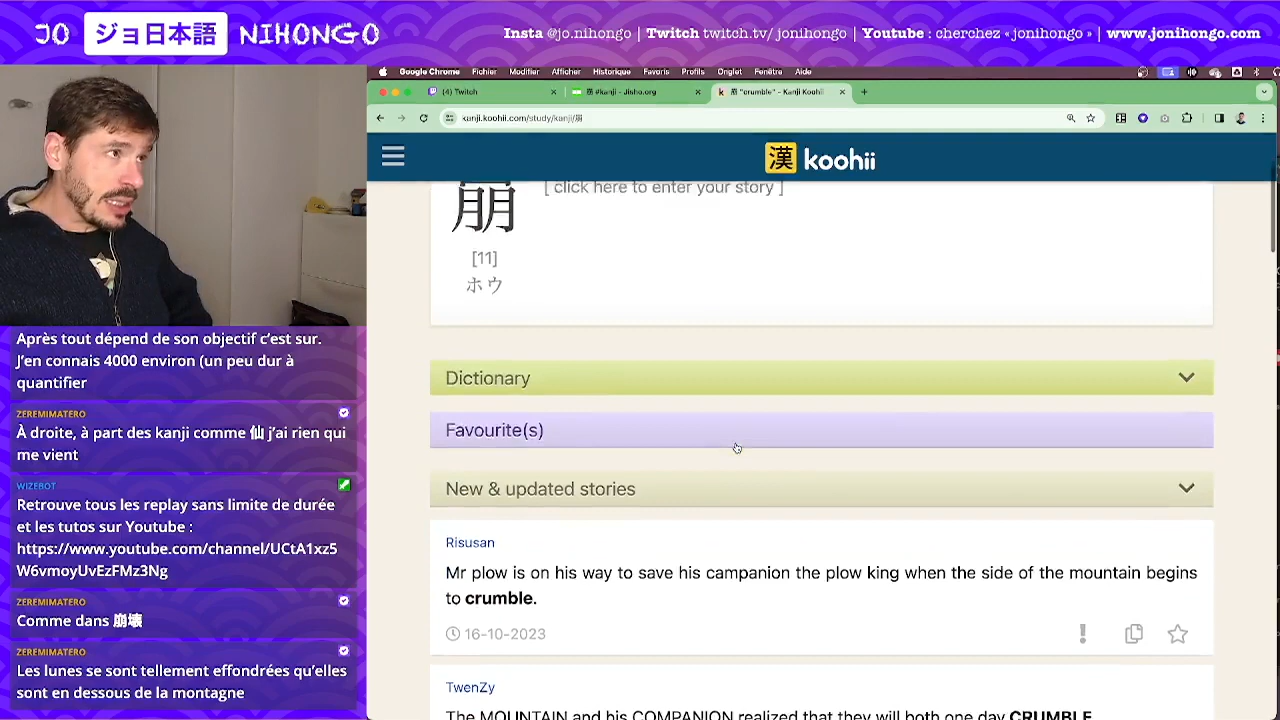 JO ジョ日本語 NIHONGO
Insta @jo.nihongo | Twitch twitch.tv/ jonihongo | Youtube : cherchez «jonihongo » | www.jonihongo.com
Google Chrome Fichier Modifier Afficher Historique Favoris Profils Onglet Fenêtre Aide
(4) Twitch
崩 #kanji - Jisho.org
崩 "crumble" - Kanji Koohii
kanji.koohii.com/study/kanji/崩
漢 koohii
崩
[ click here to enter your story ]
[11]
ホウ
Dictionary
Favourite(s)
New & updated stories
Risusan
Mr plow is on his way to save his campanion the plow king when the side of the mountain begins
to crumble.
16-10-2023
TwenZy
The MOUNTAIN and his COMPANION realized that they will both one day CRUMBLE
Après tout dépend de son objectif c'est sur.
J'en connais 4000 environ (un peu dur à
quantifier
ZEREMIMATERO
À droite, à part des kanji comme 仙 j'ai rien qui
me vient
WIZEBOT
Retrouve tous les replay sans limite de durée
et les tutos sur Youtube :
https://www.youtube.com/channel/UCtA1xz5
W6vmoyUvEzFMz3Ng
ZEREMIMATERO
Comme dans 崩壊
ZEREMIMATERO
Les lunes se sont tellement effondrées qu'elles
sont en dessous de la montagne